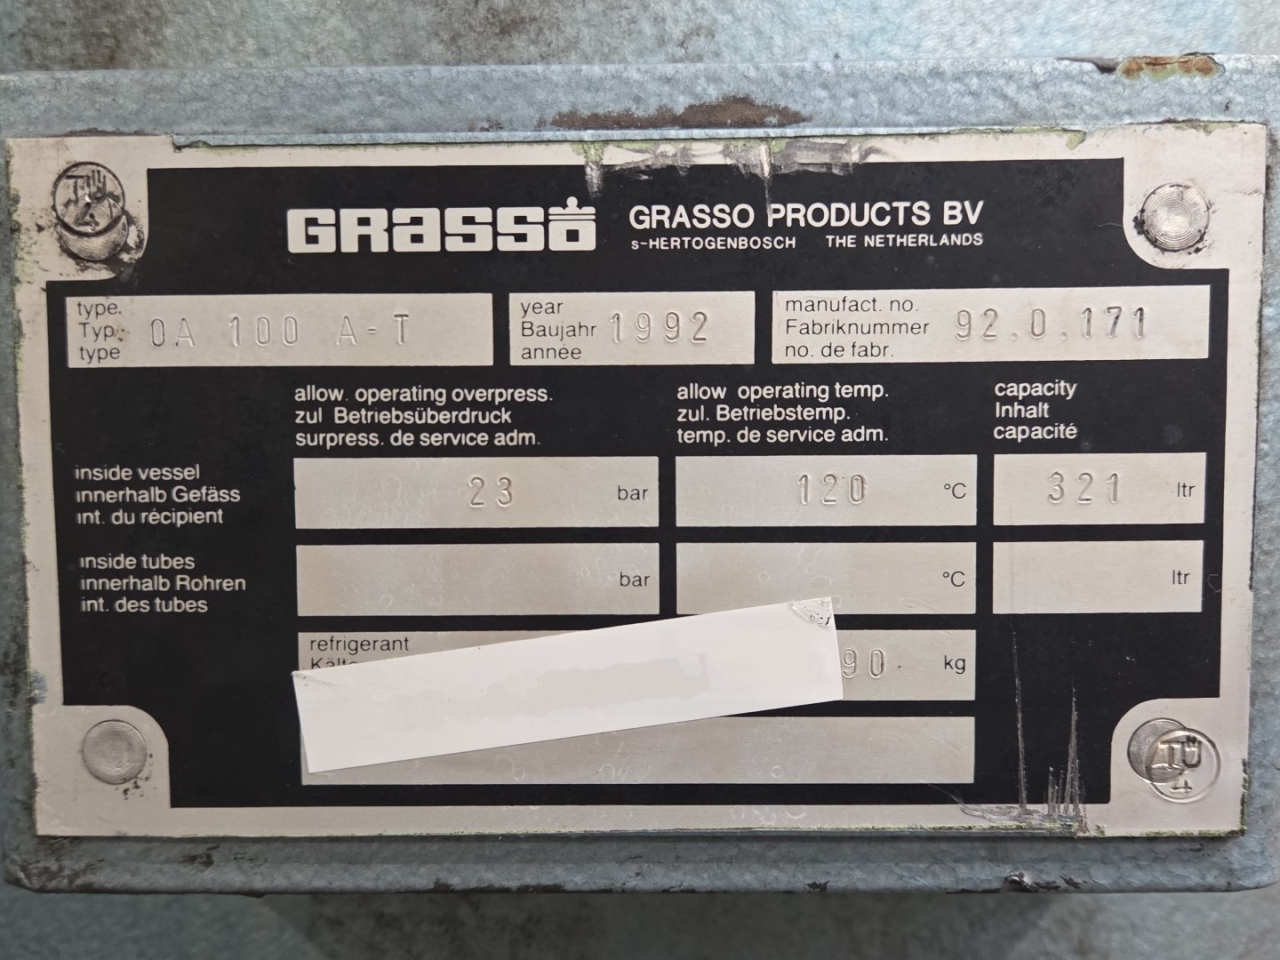 GRASSO
GRASSO PRODUCTS BV
s-HERTOGENBOSCH THE NETHERLANDS
type.
Typ.
type
OA 100 A-T
year
Baujahr
année
1992
manufact. no.
Fabriknummer
no. de fabr.
92.0.171
allow. operating overpress.
zul Betriebsüberdruck
surpress. de service adm.
allow operating temp.
zul. Betriebstemp.
temp. de service adm.
capacity
Inhalt
capacité
inside vessel
innerhalb Gefäss
int. du récipient
23 bar
120 °C
321 ltr
inside tubes
innerhalb Rohren
int. des tubes
bar
°C
ltr
refrigerant
90 kg
TÜ
4